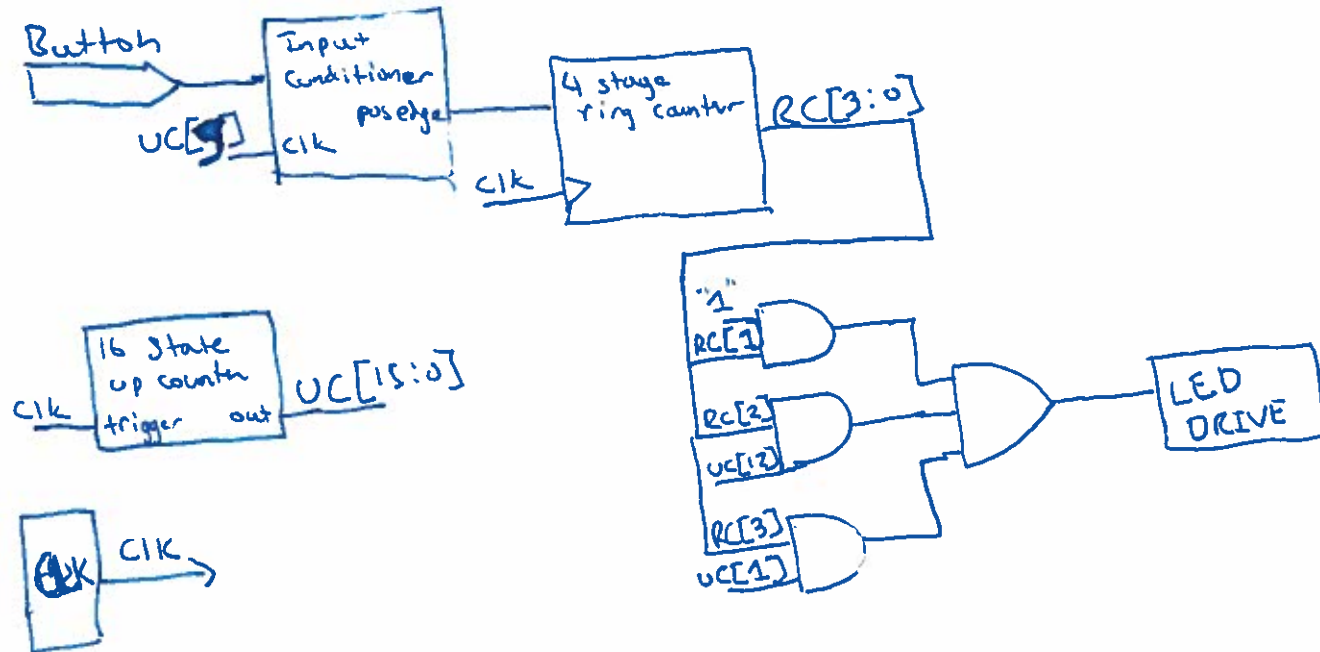 Button
Input
Conditioner
posedge
UC[
clk
4 stage
ring counter
RC[3:0]
clk
"1"
RC[1]
RC[2]
UC[12]
RC[3]
UC[1]
LED
DRIVE
16 state
up counter
clk
trigger out
UC[15:0]
clk